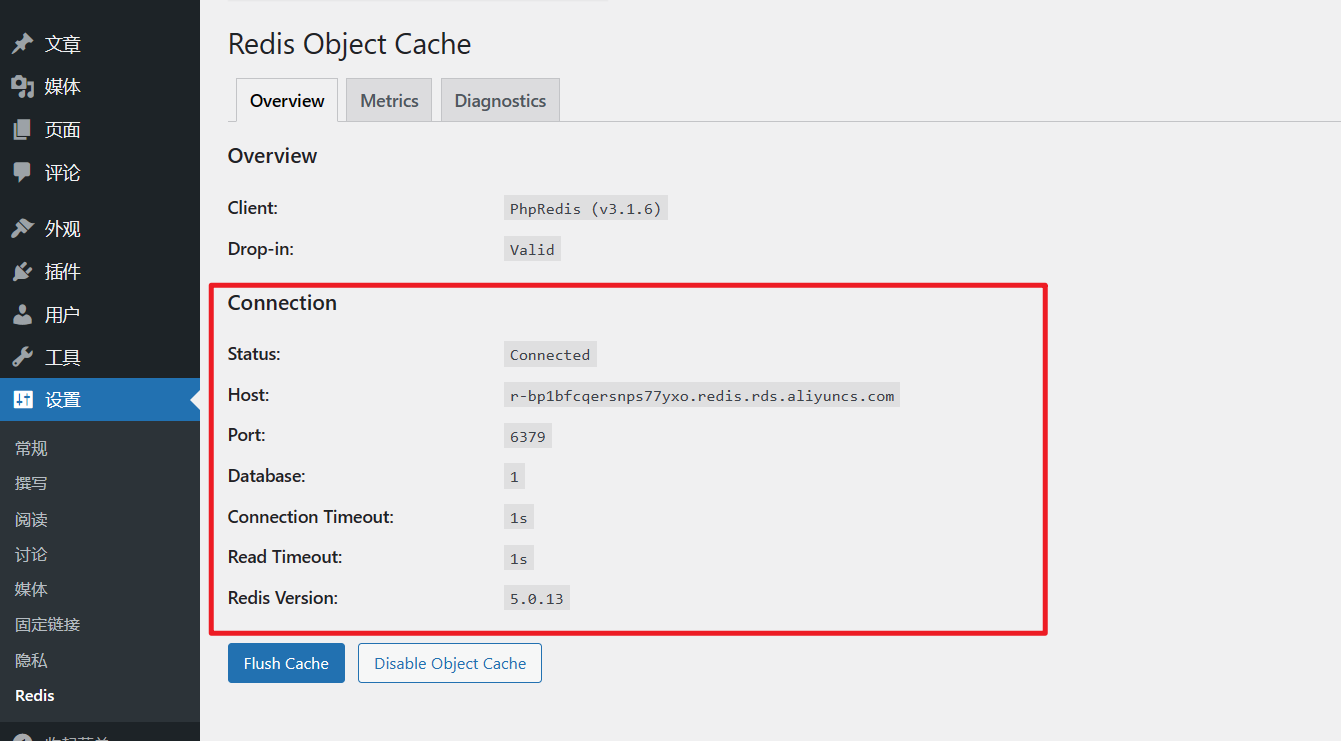 文章
媒体
页面
评论
外观
插件
用户
工具
设置
常规
撰写
阅读
讨论
媒体
固定链接
隐私
Redis
Redis Object Cache
Overview Metrics Diagnostics
Overview
Client: PhpRedis (v3.1.6)
Drop-in: Valid
Connection
Status: Connected
Host: r-bp1bfcqersnps77yxo.redis.rds.aliyuncs.com
Port: 6379
Database: 1
Connection Timeout: 1s
Read Timeout: 1s
Redis Version: 5.0.13
Flush Cache Disable Object Cache